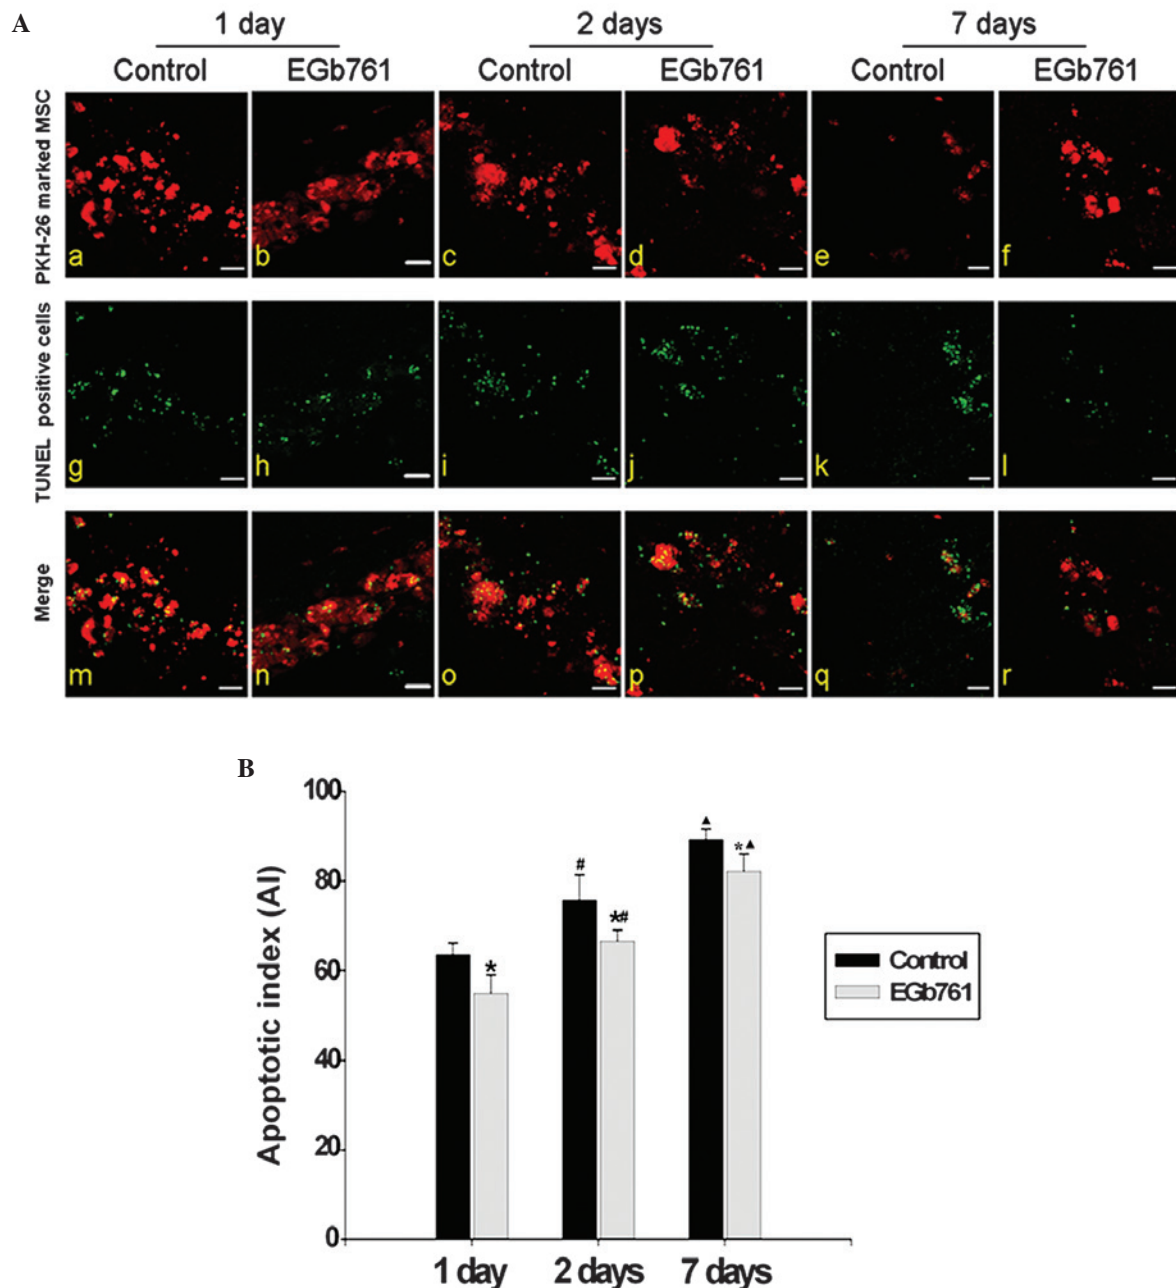 A
1 day 2 days 7 days
Control EGb761 Control EGb761 Control EGb761
PKH-26 marked MSC
a b c d e f
TUNEL positive cells
g h i j k l
Merge
m n o p q r
B
Apoptotic index (AI)
100
80
60
40
20
0
* # *# ▲ *▲
Control
EGb761
1 day 2 days 7 days